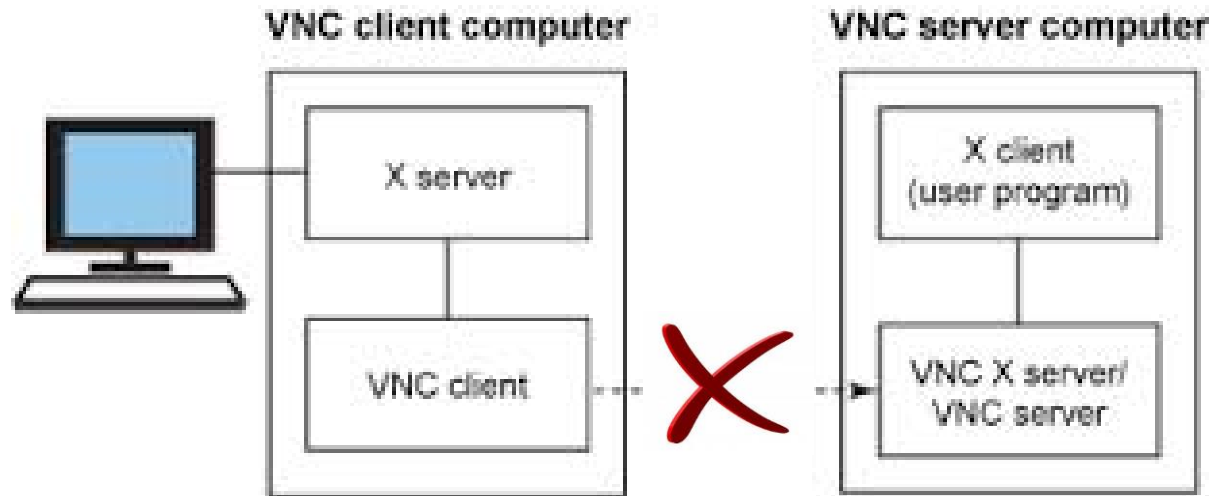 VNC client computer
VNC server computer
X server
VNC client
X client
(user program)
VNC X server/
VNC server